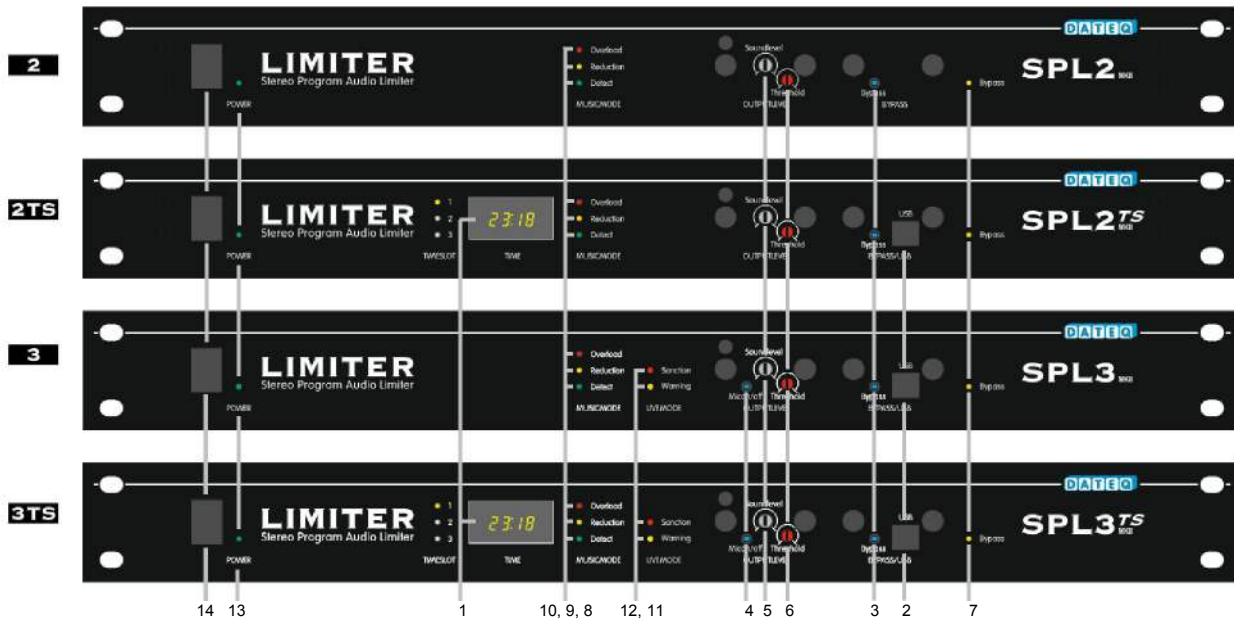 2
DATEQ
LIMITER
Stereo Program Audio Limiter
POWER
Overload
Reduction
Detect
MUSICMODE
Soundlevel
Threshold
OUTPUTLEVEL
Bypass
BYPASS
Bypass
SPL2 MKII
2TS
DATEQ
LIMITER
Stereo Program Audio Limiter
POWER
1
2
3
TIMESLOT
23:18
TIME
Overload
Reduction
Detect
MUSICMODE
Soundlevel
Threshold
OUTPUTLEVEL
Bypass
USB
BYPASS/USB
Bypass
SPL2TS MKII
3
DATEQ
LIMITER
Stereo Program Audio Limiter
POWER
Overload
Reduction
Detect
MUSICMODE
Sanction
Warning
LIVEMODE
Soundlevel
Mic on/off
Threshold
OUTPUTLEVEL
Bypass
USB
BYPASS/USB
Bypass
SPL3 MKII
3TS
DATEQ
LIMITER
Stereo Program Audio Limiter
POWER
1
2
3
TIMESLOT
23:18
TIME
Overload
Reduction
Detect
MUSICMODE
Sanction
Warning
LIVEMODE
Soundlevel
Mic on/off
Threshold
OUTPUTLEVEL
Bypass
USB
BYPASS/USB
Bypass
SPL3TS MKII
14 13 1 10, 9, 8 12, 11 4 5 6 3 2 7